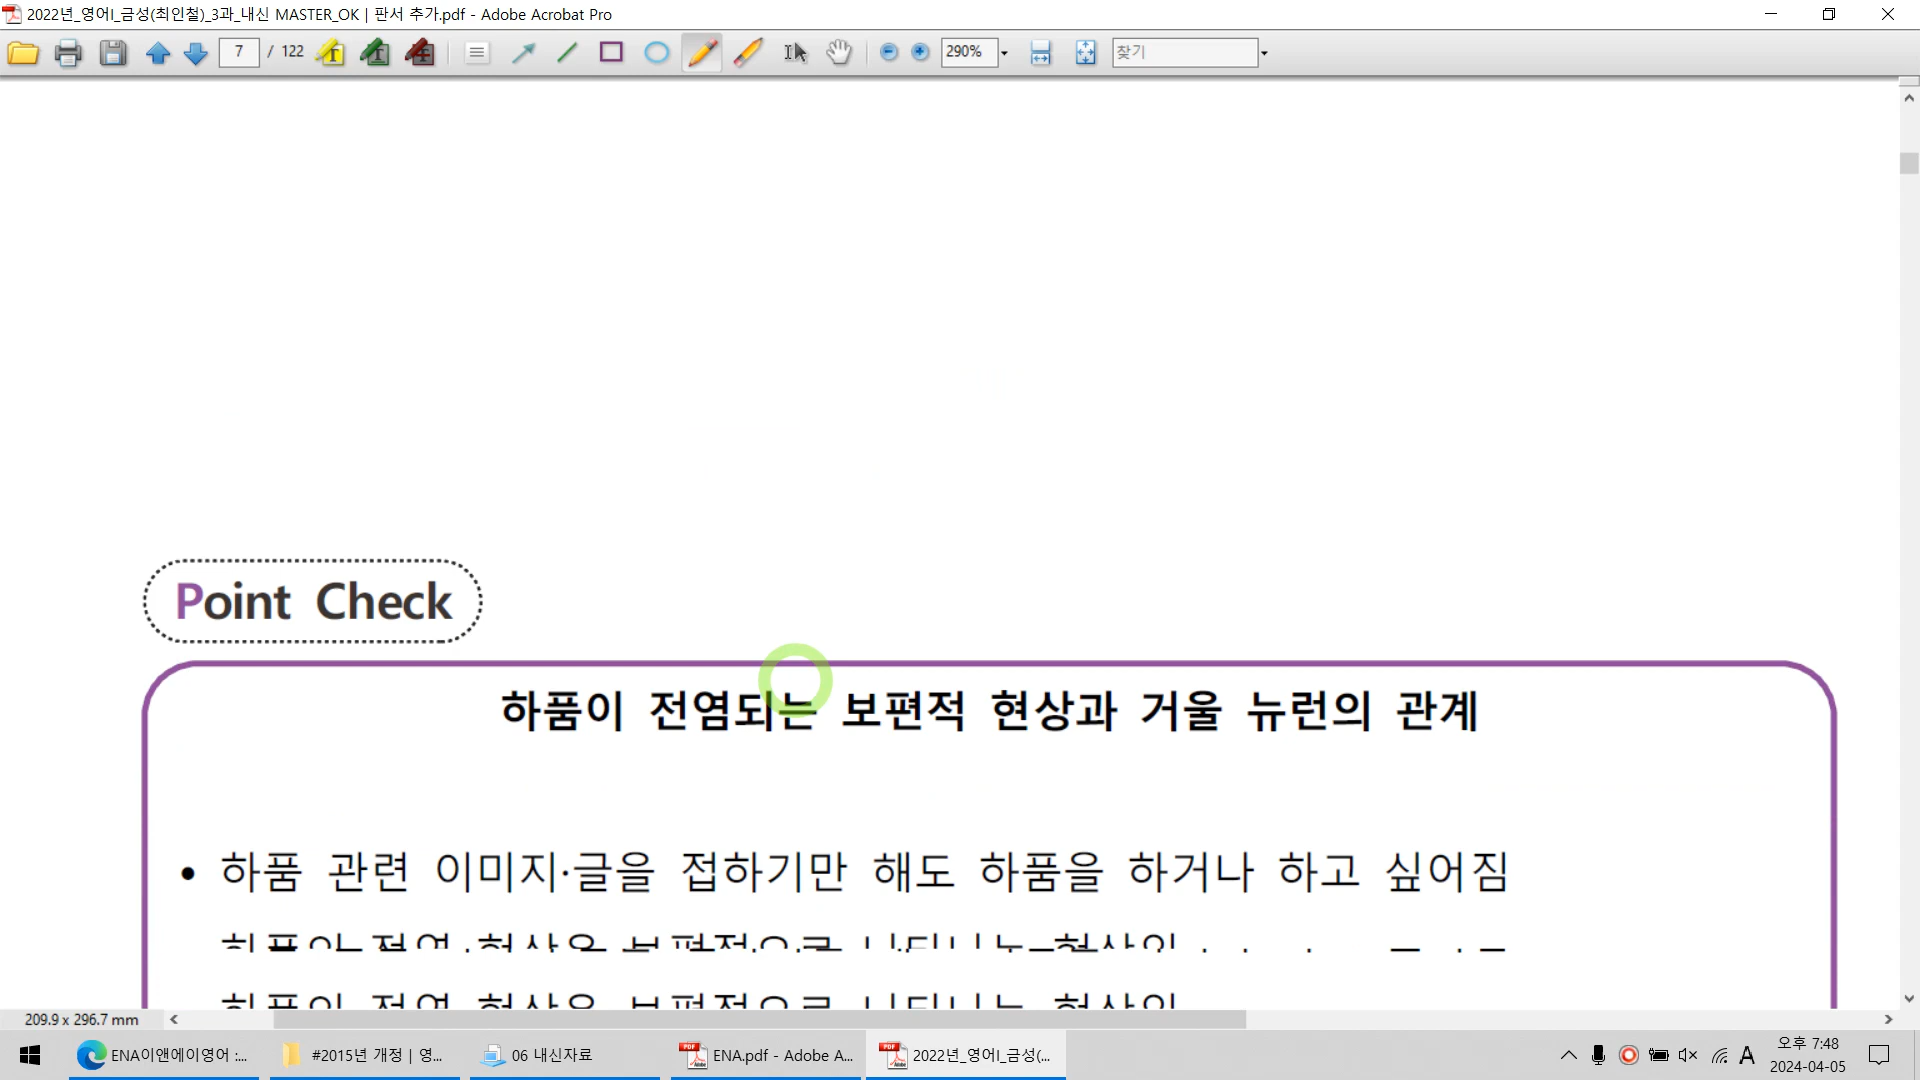 2022년_영어I_금성(최인철)_3과_내신 MASTER_OK | 판서 추가.pdf - Adobe Acrobat Pro
7 / 122 290% 찾기
Point Check
하품이 전염되는 보편적 현상과 거울 뉴런의 관계
• 하품 관련 이미지·글을 접하기만 해도 하품을 하거나 하고 싶어짐
209.9 x 296.7 mm
ENA이앤에이영어 :... #2015년 개정 | 영... 06 내신자료 ENA.pdf - Adobe A... 2022년_영어I_금성(... A 오후 7:48
2024-04-05